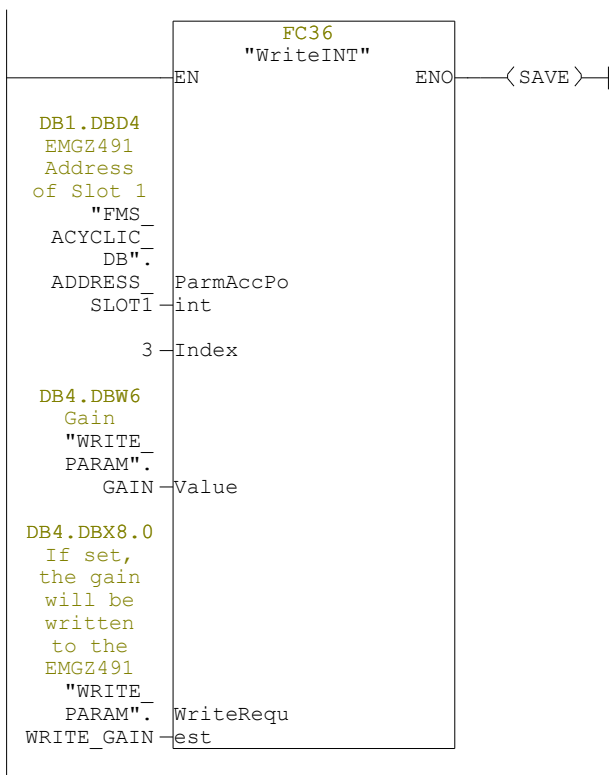 FC36
"WriteINT"
EN ENO SAVE
DB1.DBD4
EMGZ491
Address
of Slot 1
"FMS_
ACYCLIC_
DB".
ADDRESS_ ParmAccPo
SLOT1 int
3 Index
DB4.DBW6
Gain
"WRITE_
PARAM".
GAIN Value
DB4.DBX8.0
If set,
the gain
will be
written
to the
EMGZ491
"WRITE_
PARAM". WriteRequ
WRITE_GAIN est